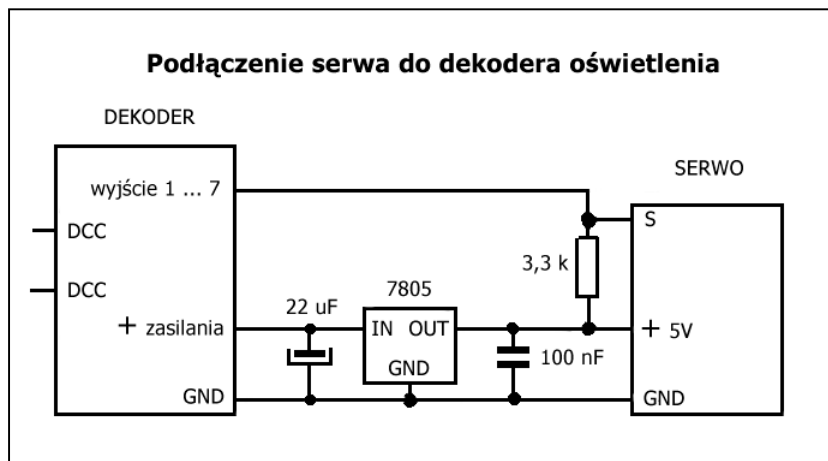 Podłączenie serwa do dekodera oświetlenia
DEKODER
wyjście 1 ... 7
SERWO
DCC
S
3,3 k
DCC
7805
22 uF
+ zasilania
IN OUT
+ 5V
GND
100 nF
GND
GND